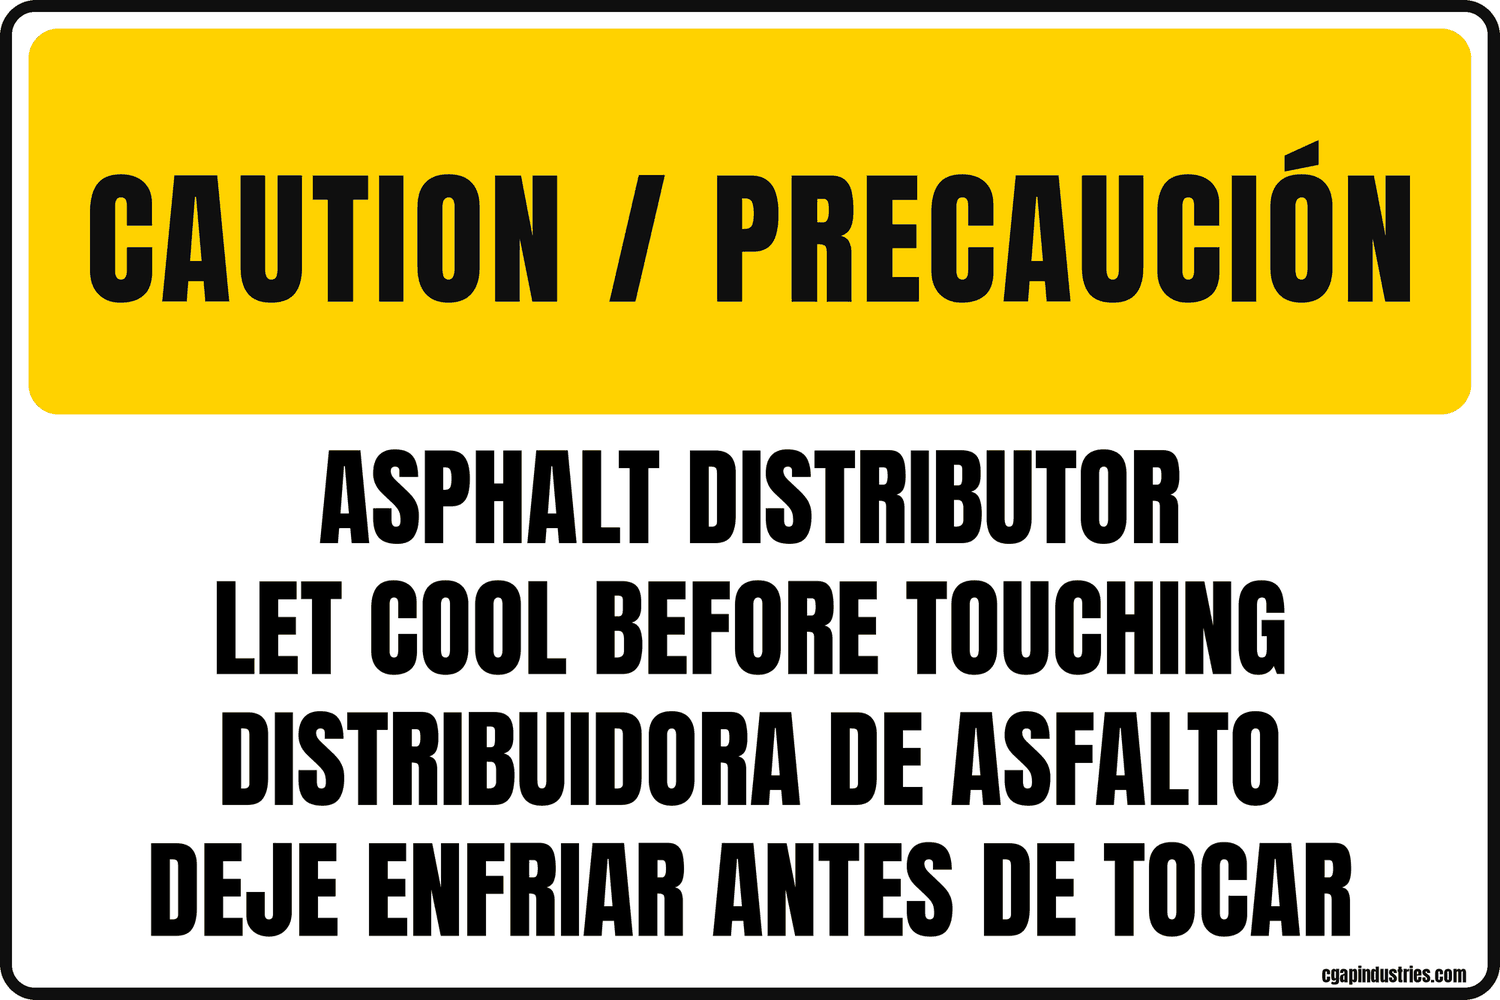 CAUTION / PRECAUCIÓN
ASPHALT DISTRIBUTOR
LET COOL BEFORE TOUCHING
DISTRIBUIDORA DE ASFALTO
DEJE ENFRIAR ANTES DE TOCAR
cgapindustries.com